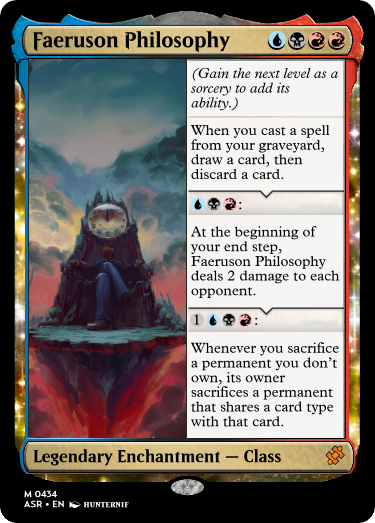 Faeruson Philosophy
(Gain the next level as a
sorcery to add its
ability.)
When you cast a spell
from your graveyard,
draw a card, then
discard a card.
:
At the beginning of
your end step,
Faeruson Philosophy
deals 2 damage to each
opponent.
1 :
Whenever you sacrifice
a permanent you don't
own, its owner
sacrifices a permanent
that shares a card type
with that card.
Legendary Enchantment — Class
M 0434
ASR • EN HUNTERNIF